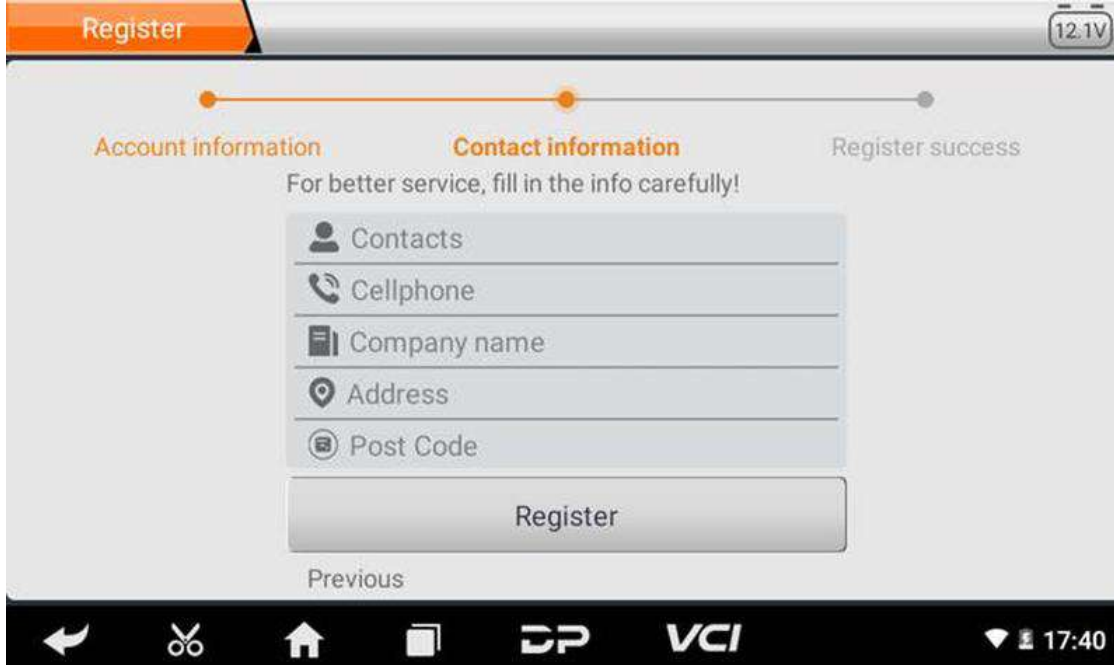 Register
12.1V
Account information
Contact information
Register success
For better service, fill in the info carefully!
Contacts
Cellphone
Company name
Address
Post Code
Register
Previous
DP
VCI
17:40